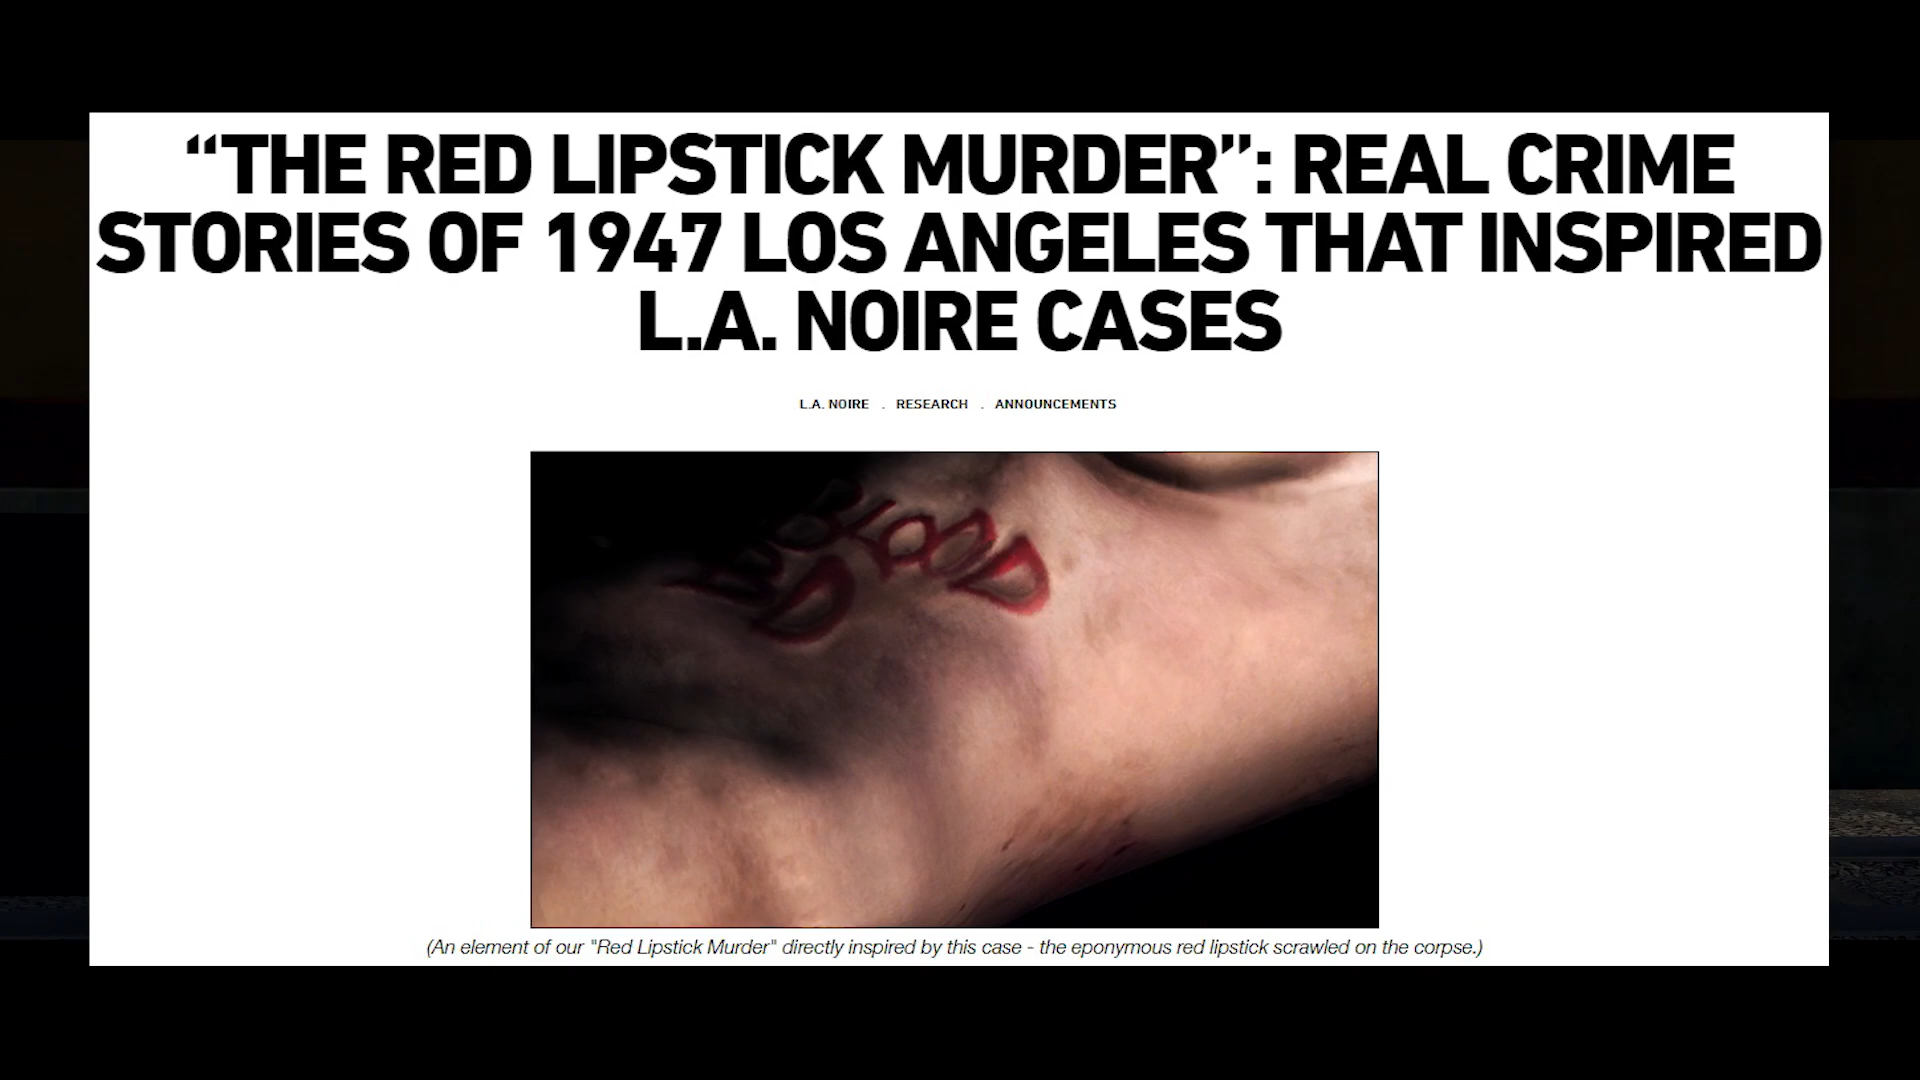 “THE RED LIPSTICK MURDER”: REAL CRIME
STORIES OF 1947 LOS ANGELES THAT INSPIRED
L.A. NOIRE CASES
L.A. NOIRE . RESEARCH . ANNOUNCEMENTS
(An element of our "Red Lipstick Murder" directly inspired by this case - the eponymous red lipstick scrawled on the corpse.)